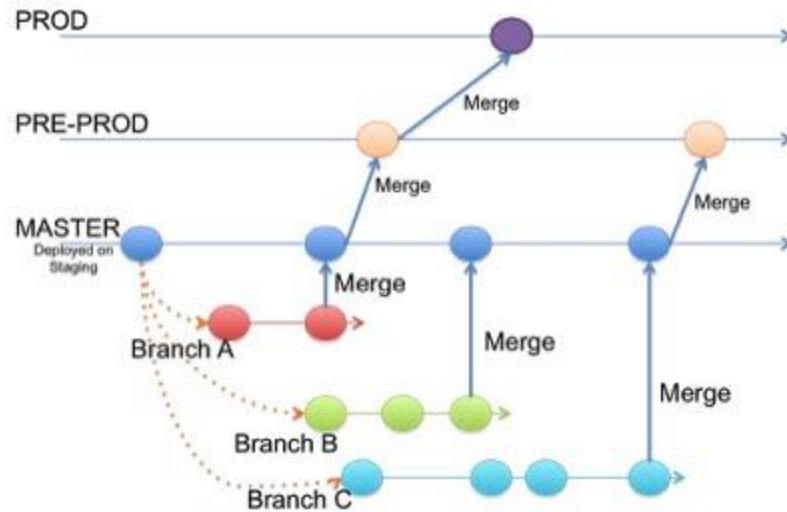 PROD
Merge
PRE-PROD
Merge
Merge
MASTER
Deployed on
Staging
Merge
Branch A
Merge
Merge
Branch B
Branch C